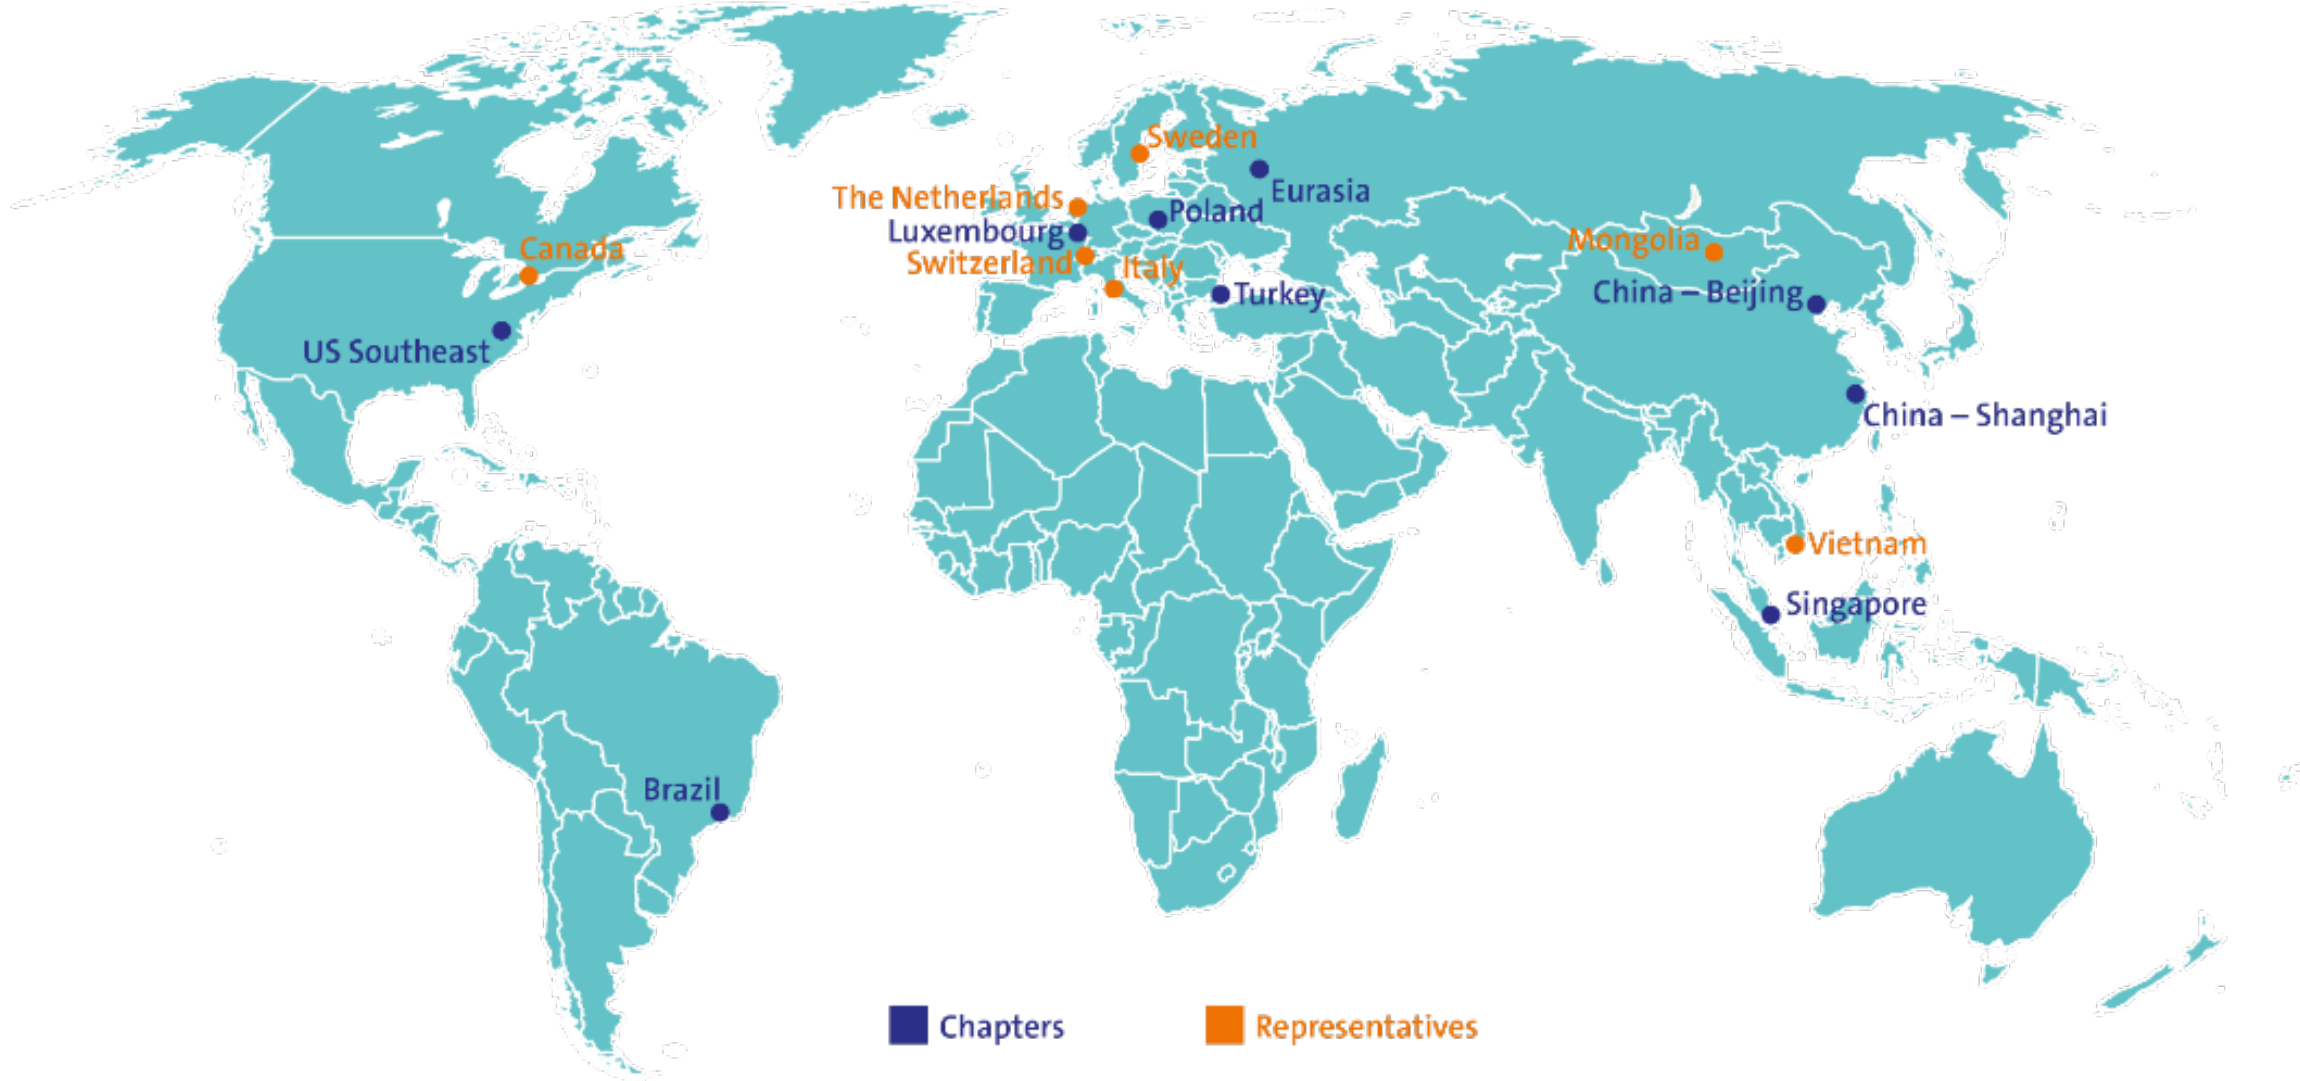 Sweden
Eurasia
The Netherlands
Poland
Luxembourg
Switzerland
Italy
Turkey
Canada
US Southeast
Mongolia
China – Beijing
China – Shanghai
Vietnam
Singapore
Brazil
Chapters
Representatives